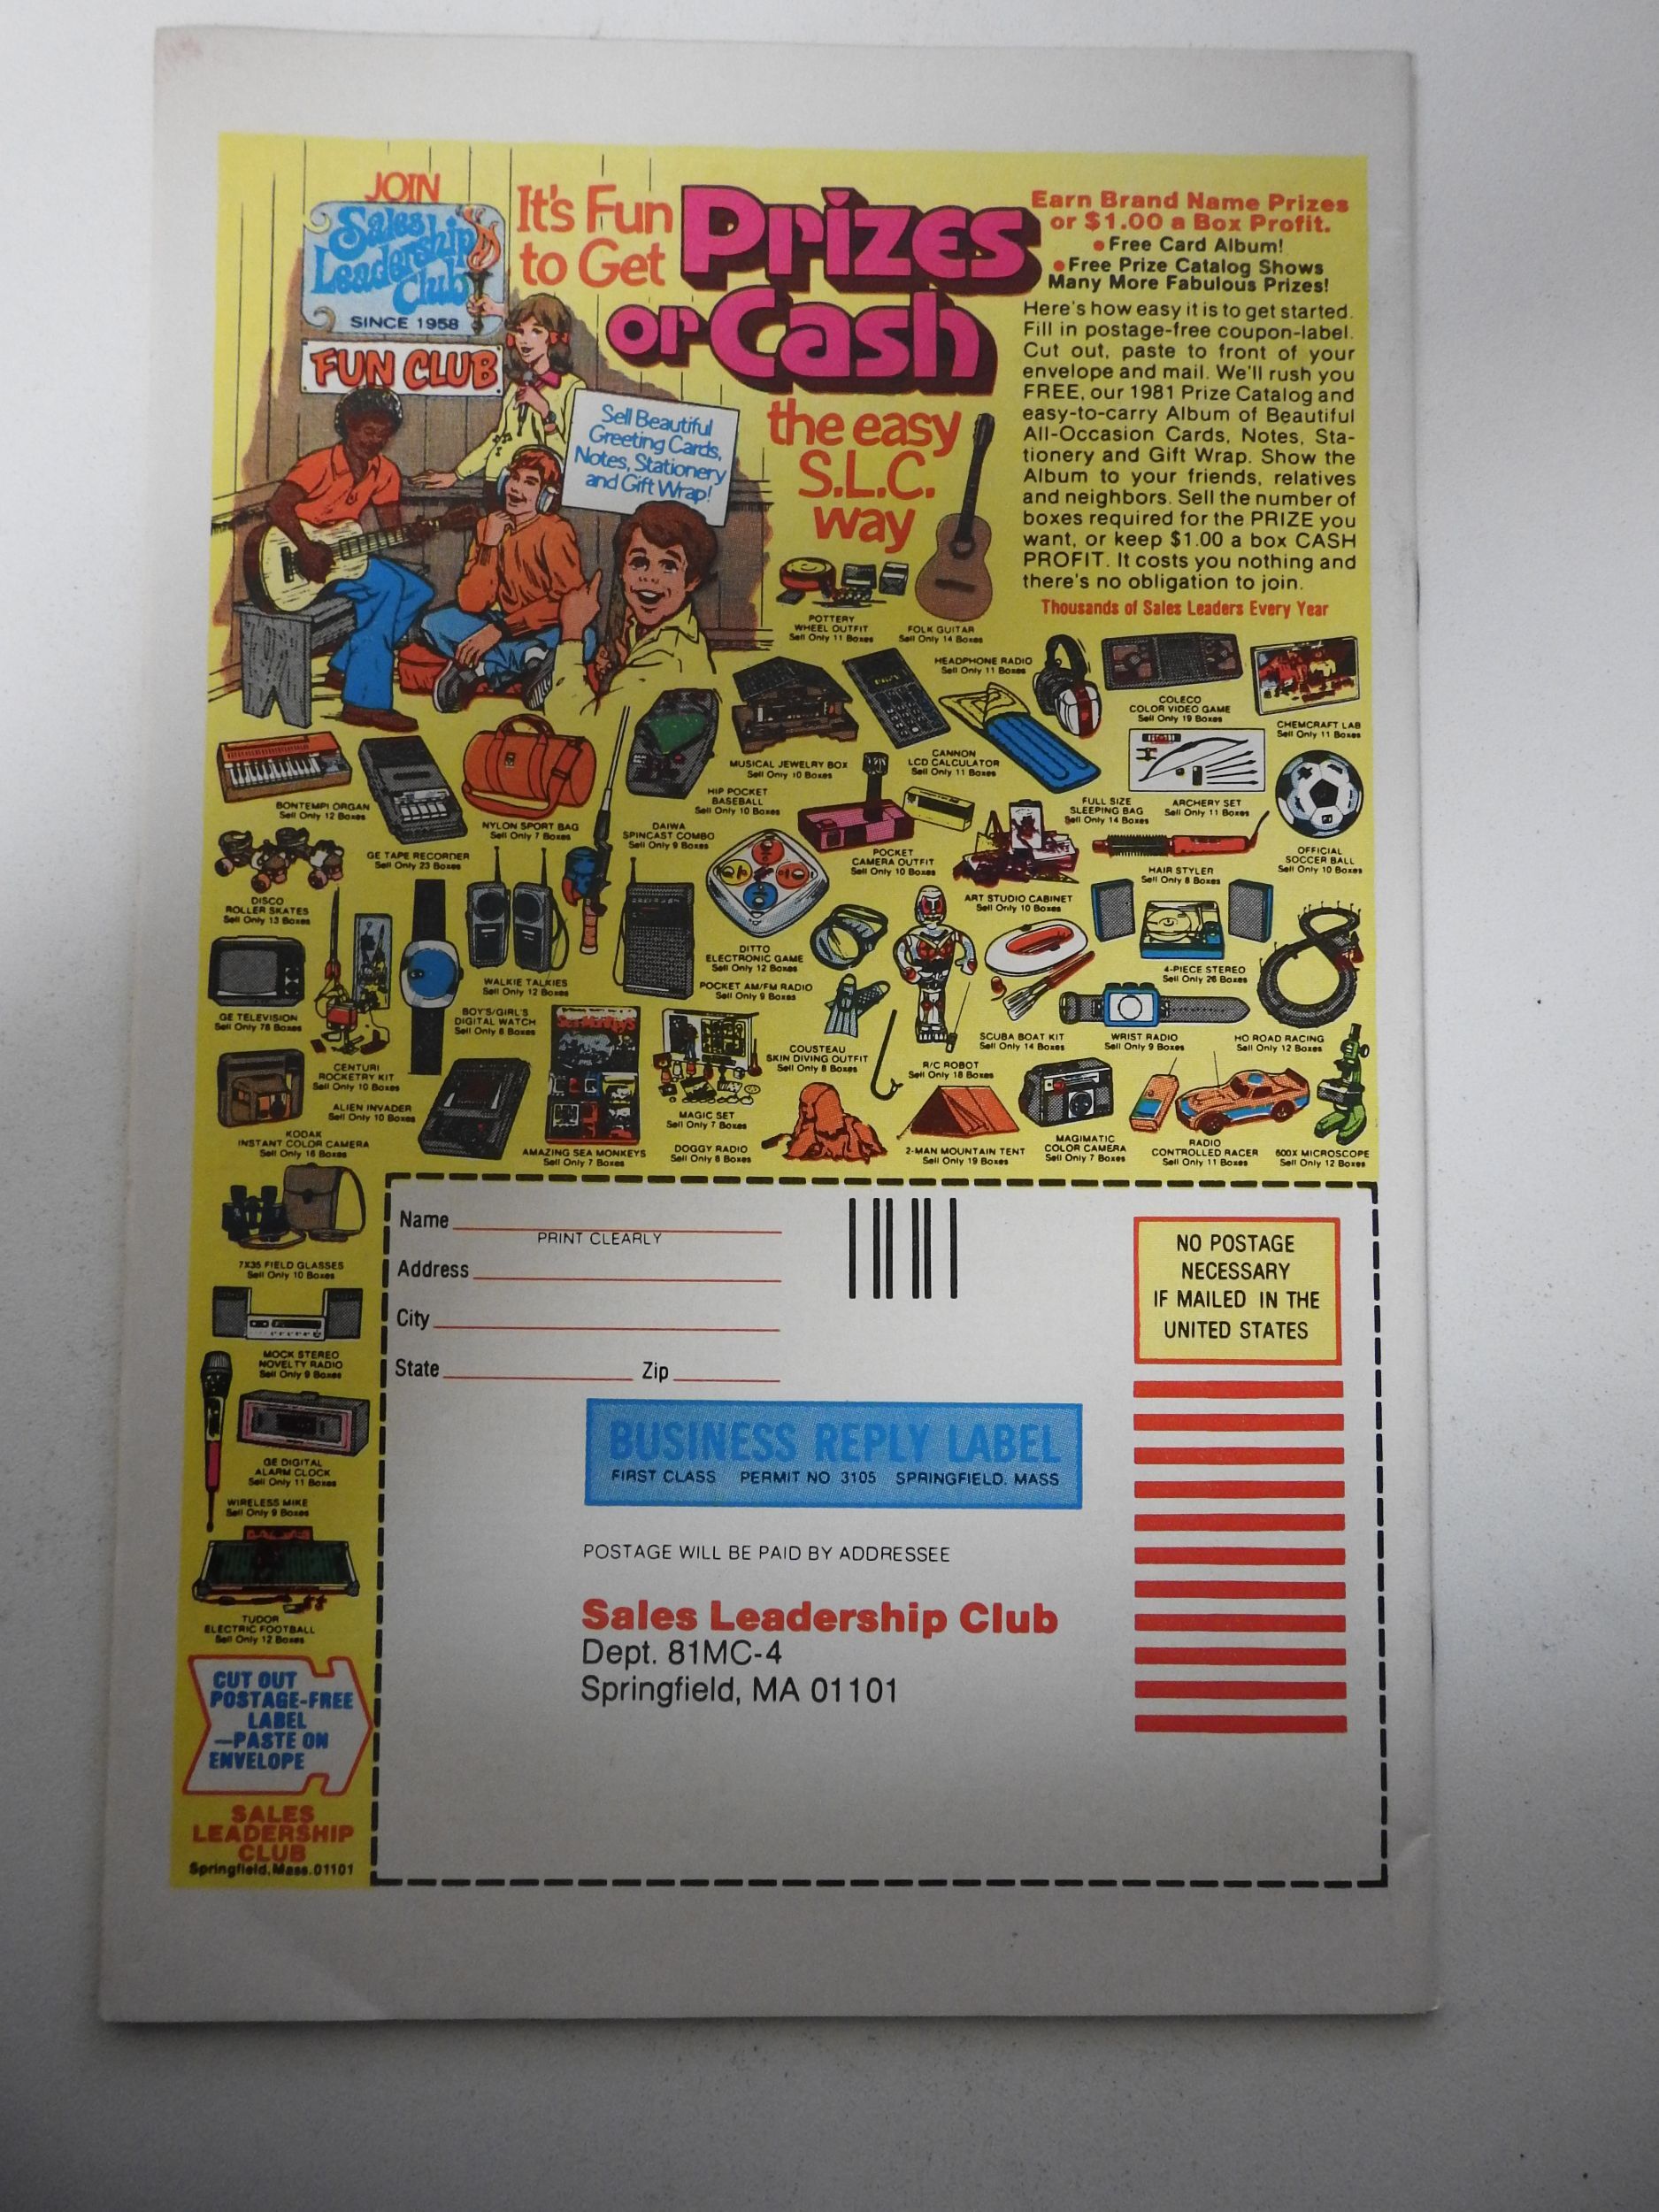 JOIN
Sales
Leadership
Club
SINCE 1958
FUN CLUB
It's Fun
to Get
Prizes
or Cash
the easy
S.L.C.
way
Sell Beautiful
Greeting Cards,
Notes, Stationery
and Gift Wrap!
Earn Brand Name Prizes
or $1.00 a Box Profit.
• Free Card Album!
• Free Prize Catalog Shows
Many More Fabulous Prizes!
Here's how easy it is to get started.
Fill in postage-free coupon-label.
Cut out, paste to front of your
envelope and mail. We'll rush you
FREE, our 1981 Prize Catalog and
easy-to-carry Album of Beautiful
All-Occasion Cards, Notes, Sta-
tionery and Gift Wrap. Show the
Album to your friends, relatives
and neighbors. Sell the number of
boxes required for the PRIZE you
want, or keep $1.00 a box CASH
PROFIT. It costs you nothing and
there's no obligation to join.
Thousands of Sales Leaders Every Year
POTTERY
WHEEL OUTFIT
Sell Only 11 Boxes
FOLK GUITAR
Sell Only 14 Boxes
HEADPHONE RADIO
Sell Only 11 Boxes
COLECO
COLOR VIDEO GAME
Sell Only 19 Boxes
CHEMCRAFT LAB
Sell Only 11 Boxes
MUSICAL JEWELRY BOX
Sell Only 10 Boxes
CANNON
LCD CALCULATOR
Sell Only 11 Boxes
BONTEMPI ORGAN
Sell Only 12 Boxes
HIP POCKET
BASEBALL
Sell Only 10 Boxes
FULL SIZE
SLEEPING BAG
Sell Only 14 Boxes
ARCHERY SET
Sell Only 11 Boxes
NYLON SPORT BAG
Sell Only 7 Boxes
DAIWA
SPINCAST COMBO
Sell Only 9 Boxes
GE TAPE RECORDER
Sell Only 23 Boxes
POCKET
CAMERA OUTFIT
Sell Only 10 Boxes
HAIR STYLER
Sell Only 8 Boxes
OFFICIAL
SOCCER BALL
Sell Only 10 Boxes
DISCO
ROLLER SKATES
Sell Only 13 Boxes
ART STUDIO CABINET
Sell Only 10 Boxes
DITTO
ELECTRONIC GAME
Sell Only 12 Boxes
4-PIECE STEREO
Sell Only 26 Boxes
WALKIE TALKIES
Sell Only 12 Boxes
POCKET AM/FM RADIO
Sell Only 9 Boxes
GE TELEVISION
Sell Only 78 Boxes
BOY'S/GIRL'S
DIGITAL WATCH
Sell Only 8 Boxes
Sea-Monkeys
SCUBA BOAT KIT
Sell Only 14 Boxes
WRIST RADIO
Sell Only 9 Boxes
HO ROAD RACING
Sell Only 12 Boxes
COUSTEAU
SKIN DIVING OUTFIT
Sell Only 8 Boxes
R/C ROBOT
Sell Only 18 Boxes
CENTURI
ROCKETRY KIT
Sell Only 10 Boxes
ALIEN INVADER
Sell Only 10 Boxes
MAGIC SET
Sell Only 7 Boxes
KODAK
INSTANT COLOR CAMERA
Sell Only 16 Boxes
AMAZING SEA MONKEYS
Sell Only 7 Boxes
DOGGY RADIO
Sell Only 8 Boxes
2-MAN MOUNTAIN TENT
Sell Only 19 Boxes
MAGIMATIC
COLOR CAMERA
Sell Only 7 Boxes
RADIO
CONTROLLED RACER
Sell Only 11 Boxes
600X MICROSCOPE
Sell Only 12 Boxes
7X35 FIELD GLASSES
Sell Only 10 Boxes
MOCK STEREO
NOVELTY RADIO
Sell Only 9 Boxes
GE DIGITAL
ALARM CLOCK
Sell Only 11 Boxes
WIRELESS MIKE
Sell Only 9 Boxes
TUDOR
ELECTRIC FOOTBALL
Sell Only 12 Boxes
CUT OUT
POSTAGE-FREE
LABEL
—PASTE ON
ENVELOPE
SALES
LEADERSHIP
CLUB
Springfield, Mass. 01101
Name
PRINT CLEARLY
Address
City
State Zip
NO POSTAGE
NECESSARY
IF MAILED IN THE
UNITED STATES
BUSINESS REPLY LABEL
FIRST CLASS PERMIT NO. 3105 SPRINGFIELD, MASS
POSTAGE WILL BE PAID BY ADDRESSEE
Sales Leadership Club
Dept. 81MC-4
Springfield, MA 01101